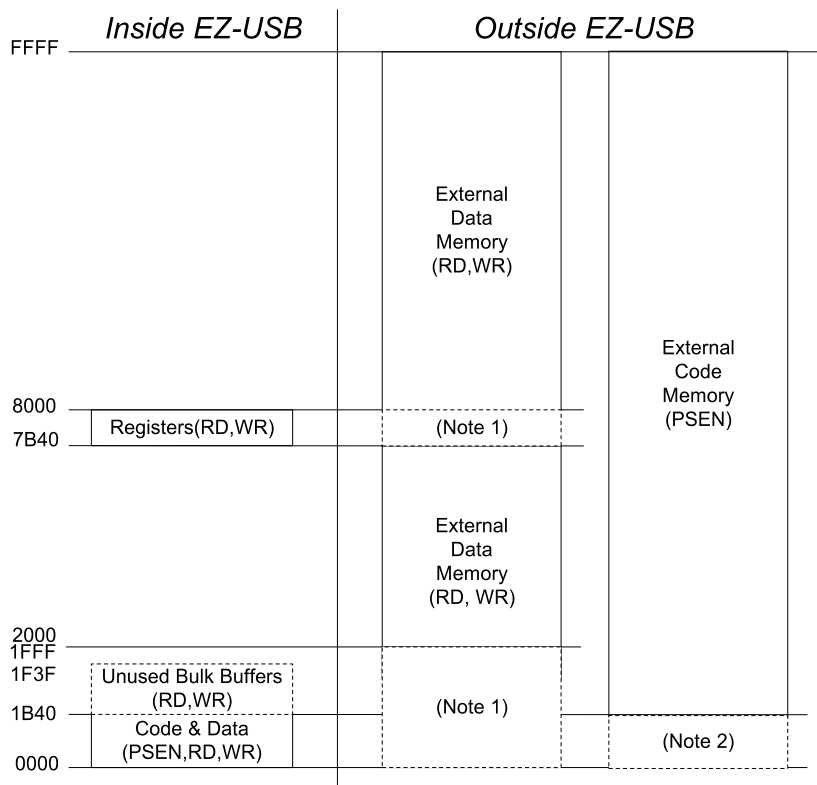 Inside EZ-USB
Outside EZ-USB
FFFF
External
Data
Memory
(RD,WR)
External
Code
Memory
(PSEN)
8000
Registers(RD,WR)
(Note 1)
7B40
External
Data
Memory
(RD, WR)
2000
1FFF
1F3F
Unused Bulk Buffers
(RD,WR)
(Note 1)
1B40
Code & Data
(PSEN,RD,WR)
(Note 2)
0000